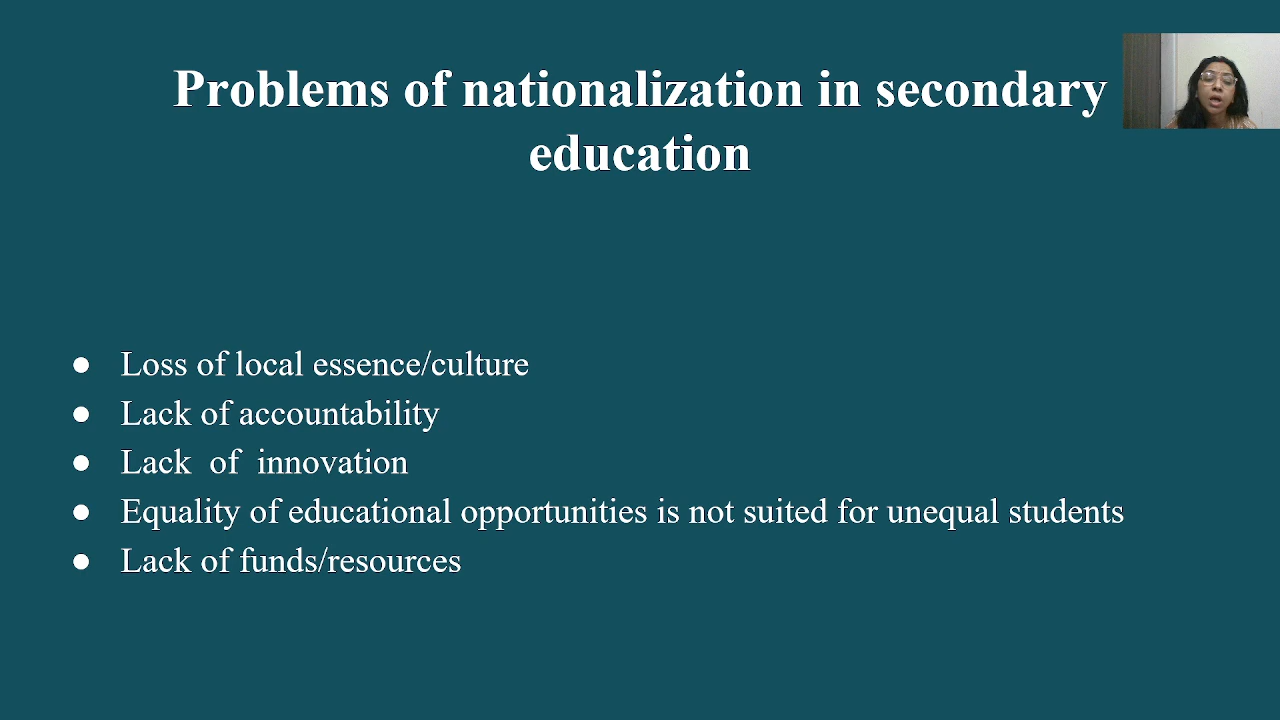 Problems of nationalization in secondary
education
● Loss of local essence/culture
● Lack of accountability
● Lack  of  innovation
● Equality of educational opportunities is not suited for unequal students
● Lack of funds/resources